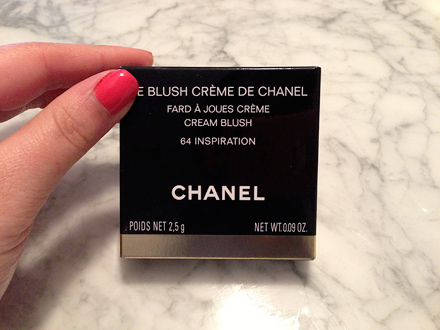 E BLUSH CRÈME DE CHANEL
FARD À JOUES CRÈME
CREAM BLUSH
64 INSPIRATION
CHANEL
POIDS NET 2,5 g NET WT. 0.09 OZ.